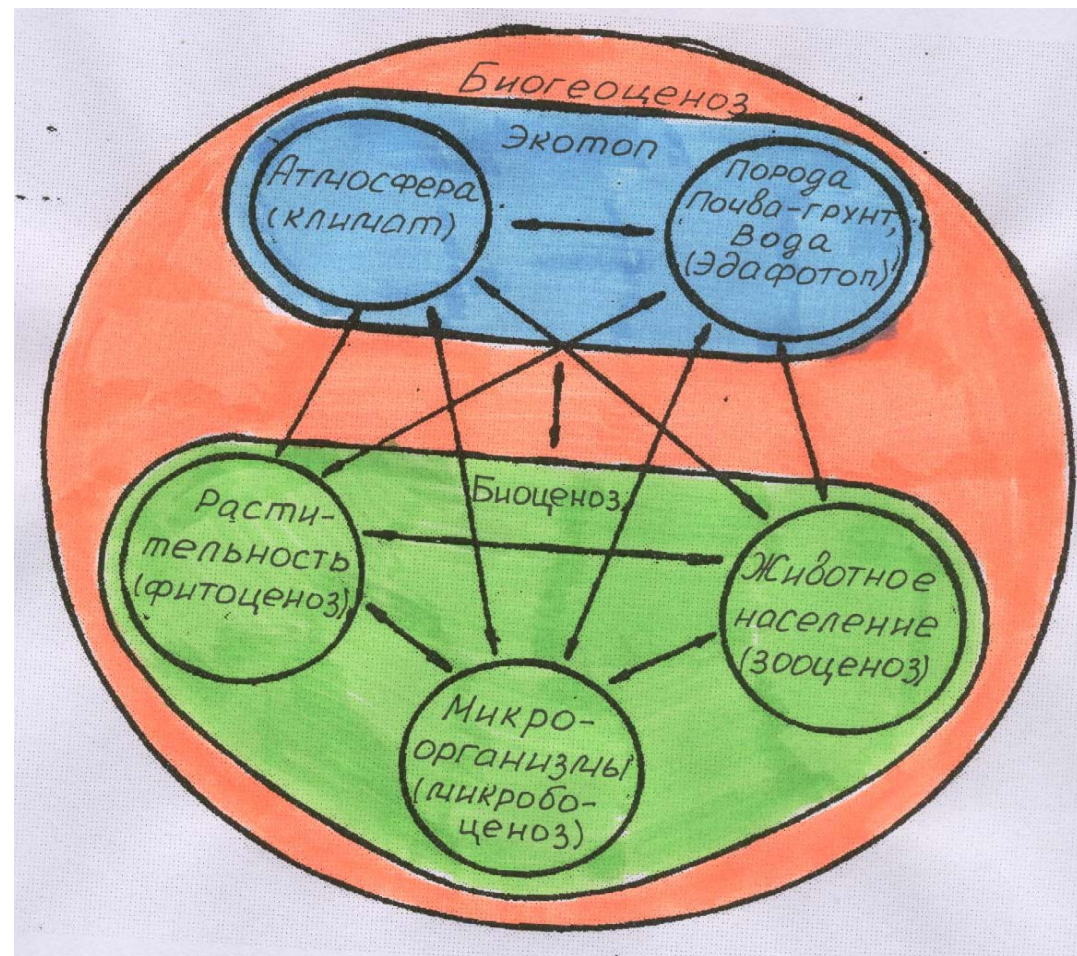 Биогеоценоз
Экотоп
Атмосфера
(климат)
Порода
Почва-грунт,
Вода
(Эдафотоп)
Биоценоз
Расти-
тельность
(фитоценоз)
Животное
население
(зооценоз)
Микро-
организмы
(микробо-
ценоз)